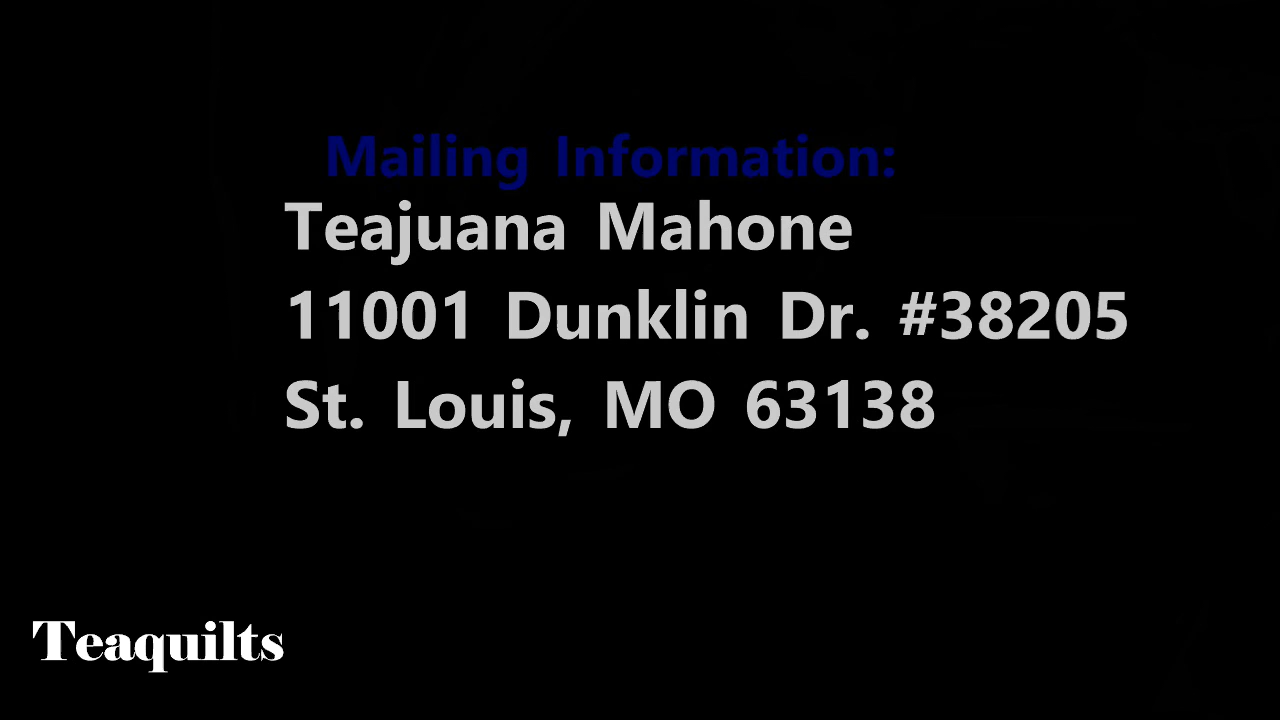 Mailing Information:
Teajuana Mahone
11001 Dunklin Dr. #38205
St. Louis, MO 63138
Teaquilts